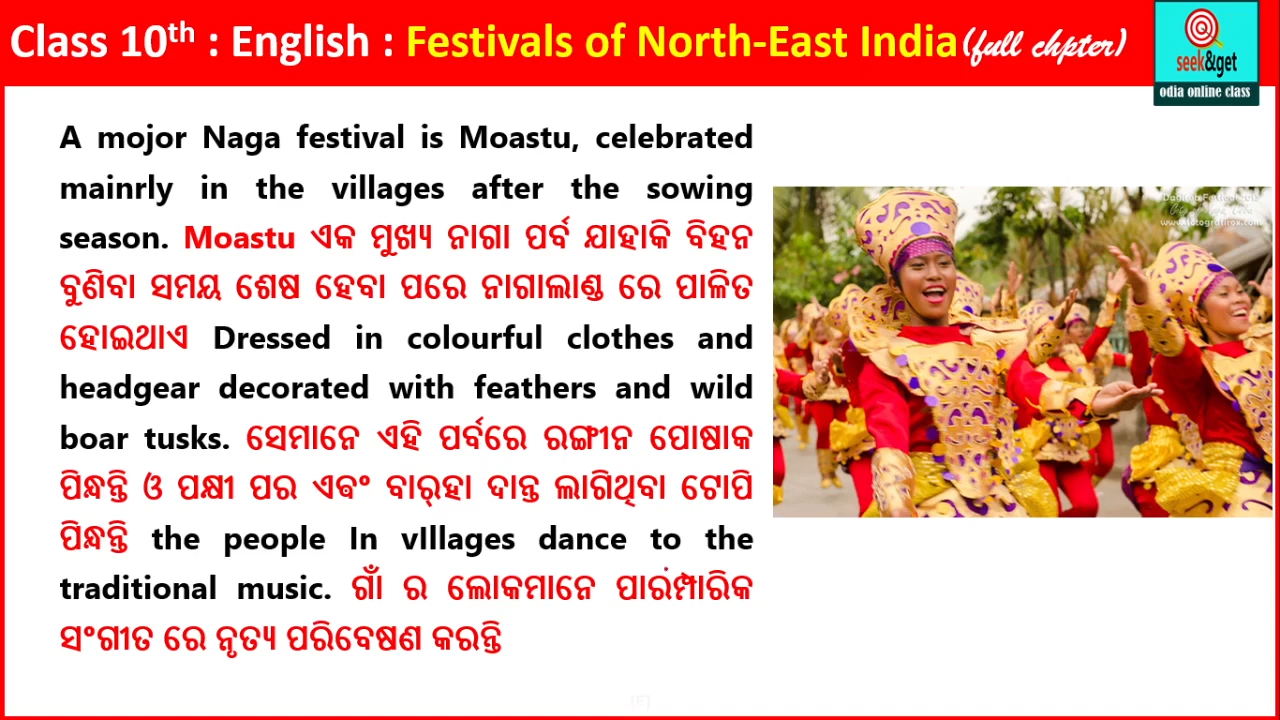 Class 10th : English : Festivals of North-East India (full chpter)
seek&get
odia online class
A mojor Naga festival is Moastu, celebrated
mainrly in the villages after the sowing
season. Moastu ଏକ ମୁଖ୍ୟ ନାଗା ପର୍ବ ଯାହାକି ବିହନ
ବୁଣିବା ସମୟ ଶେଷ ହେବା ପରେ ନାଗାଲାଣ୍ଡ ରେ ପାଳିତ
ହୋଇଥାଏ Dressed in colourful clothes and
headgear decorated with feathers and wild
boar tusks. ସେମାନେ ଏହି ପର୍ବରେ ରଙ୍ଗୀନ ପୋଷାକ
ପିନ୍ଧନ୍ତି ଓ ପକ୍ଷୀ ପର ଏବଂ ବାର୍ହା ଦାନ୍ତ ଲାଗିଥିବା ଟୋପି
ପିନ୍ଧନ୍ତି the people In vIllages dance to the
traditional music. ଗାଁ ର ଲୋକମାନେ ପାରଂମ୍ପାରିକ
ସଂଗୀତ ରେ ନୃତ୍ୟ ପରିବେଷଣ କରନ୍ତି